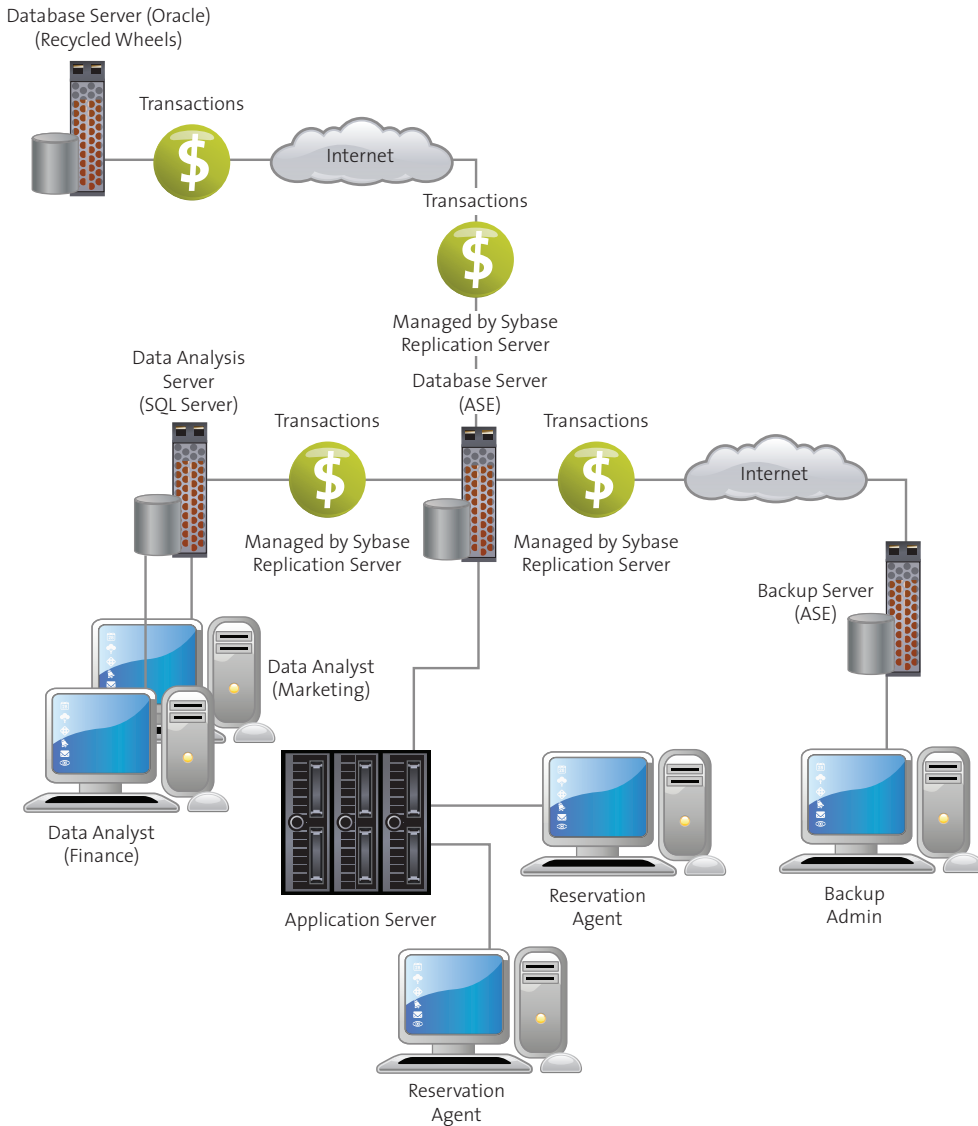 Database Server (Oracle)
(Recycled Wheels)
Transactions
$
Internet
Transactions
$
Managed by Sybase
Replication Server
Data Analysis
Server
(SQL Server)
Database Server
(ASE)
Transactions
$
Managed by Sybase
Replication Server
Transactions
$
Managed by Sybase
Replication Server
Internet
Backup Server
(ASE)
Data Analyst
(Marketing)
Data Analyst
(Finance)
Application Server
Reservation
Agent
Backup
Admin
Reservation
Agent